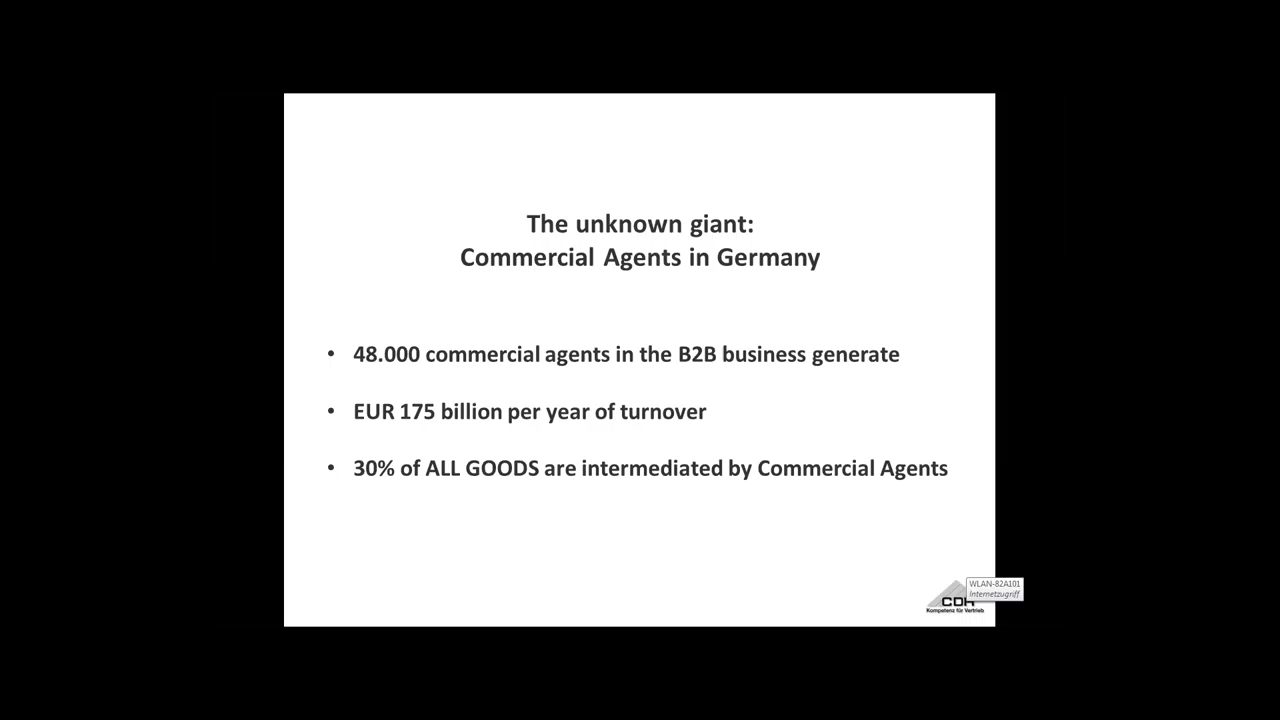 The unknown giant:
Commercial Agents in Germany
• 48.000 commercial agents in the B2B business generate
• EUR 175 billion per year of turnover
• 30% of ALL GOODS are intermediated by Commercial Agents
WLAN-82A101
Internetzugriff
CDH
Kompetenz für Vertrieb